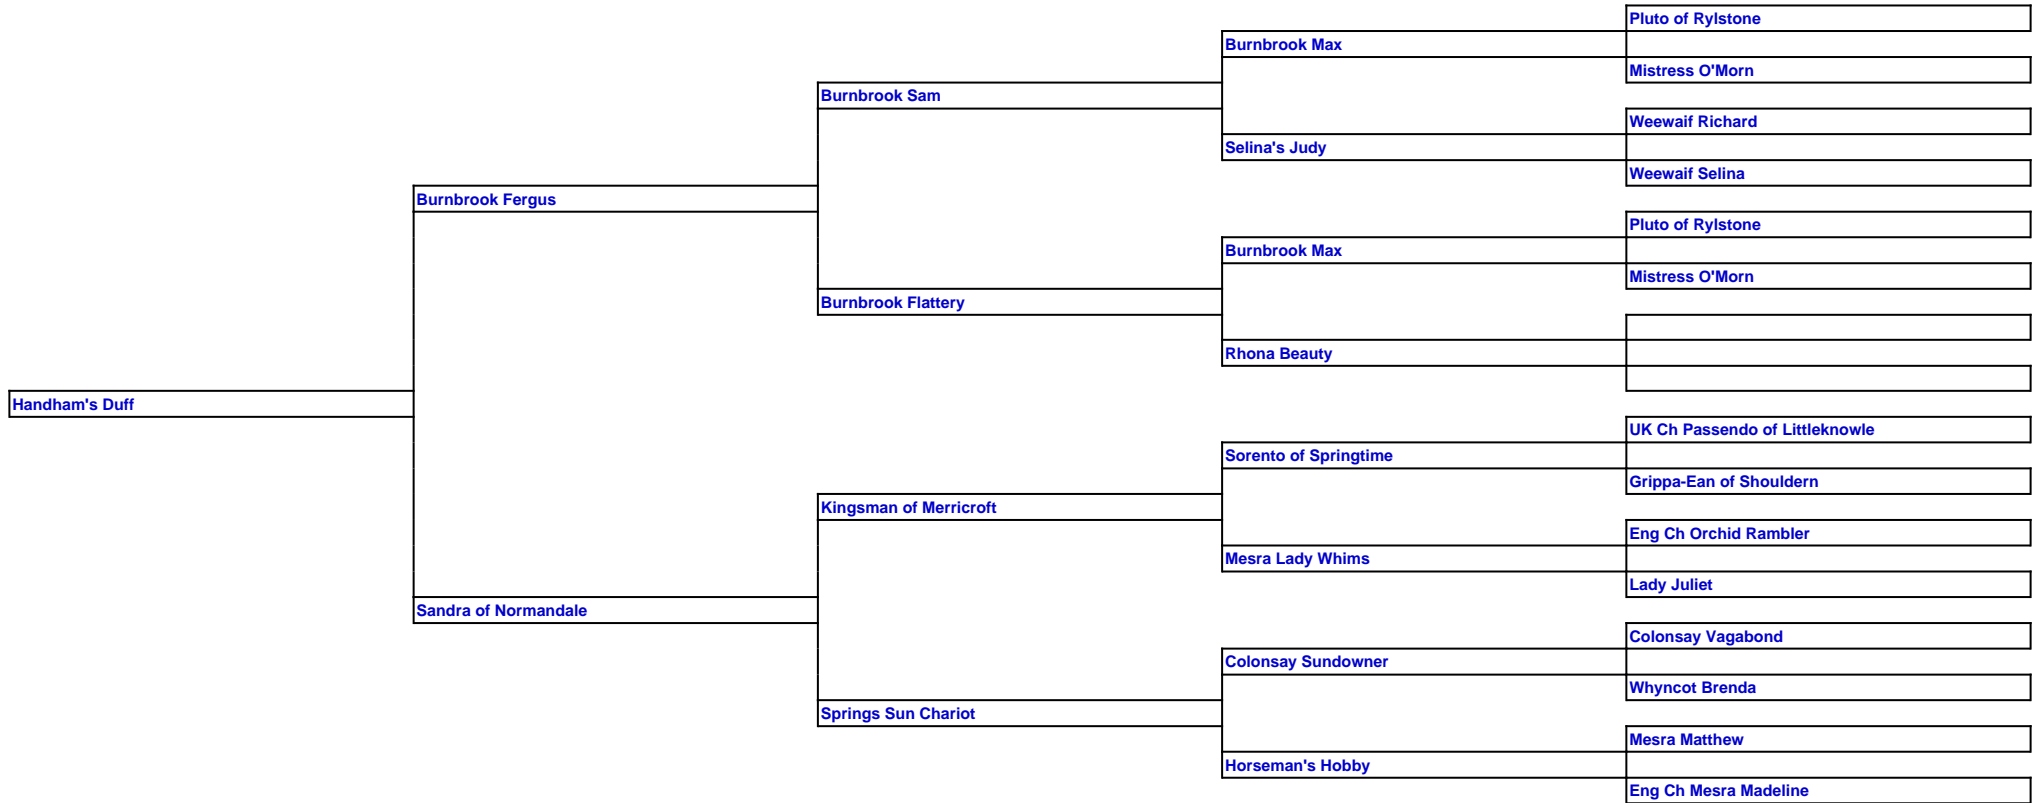 Pluto of Rylstone
Burnbrook Max
Mistress O'Morn
Burnbrook Sam
Weewaif Richard
Selina's Judy
Weewaif Selina
Burnbrook Fergus
Pluto of Rylstone
Burnbrook Max
Mistress O'Morn
Burnbrook Flattery
Rhona Beauty
Handham's Duff
UK Ch Passendo of Littleknowle
Sorento of Springtime
Grippa-Ean of Shouldern
Kingsman of Merricroft
Eng Ch Orchid Rambler
Mesra Lady Whims
Lady Juliet
Sandra of Normandale
Colonsay Vagabond
Colonsay Sundowner
Whyncot Brenda
Springs Sun Chariot
Mesra Matthew
Horseman's Hobby
Eng Ch Mesra Madeline